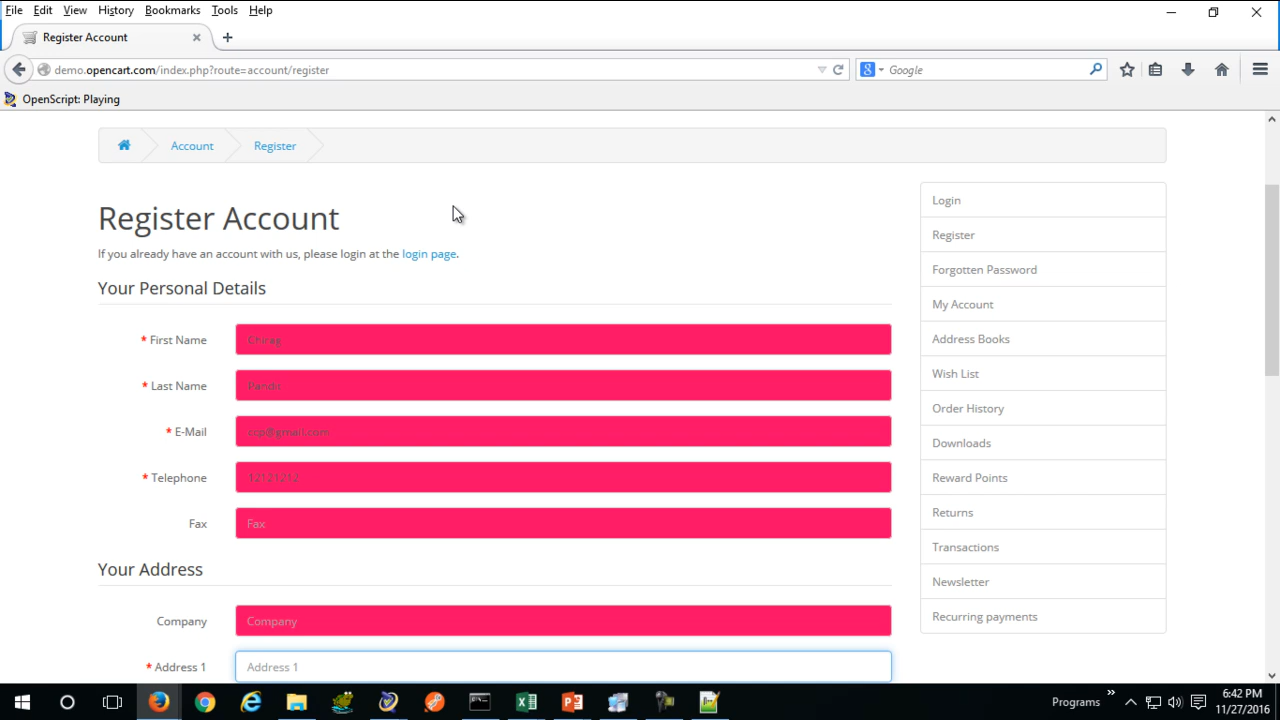 File Edit View History Bookmarks Tools Help
Register Account
demo.opencart.com/index.php?route=account/register
Google
OpenScript: Playing
Account Register
Register Account
If you already have an account with us, please login at the login page.
Your Personal Details
* First Name Chirag
* Last Name Pandit
* E-Mail ccp@gmail.com
* Telephone 12121212
Fax Fax
Your Address
Company Company
* Address 1 Address 1
Login
Register
Forgotten Password
My Account
Address Books
Wish List
Order History
Downloads
Reward Points
Returns
Transactions
Newsletter
Recurring payments
Programs
6:42 PM
11/27/2016